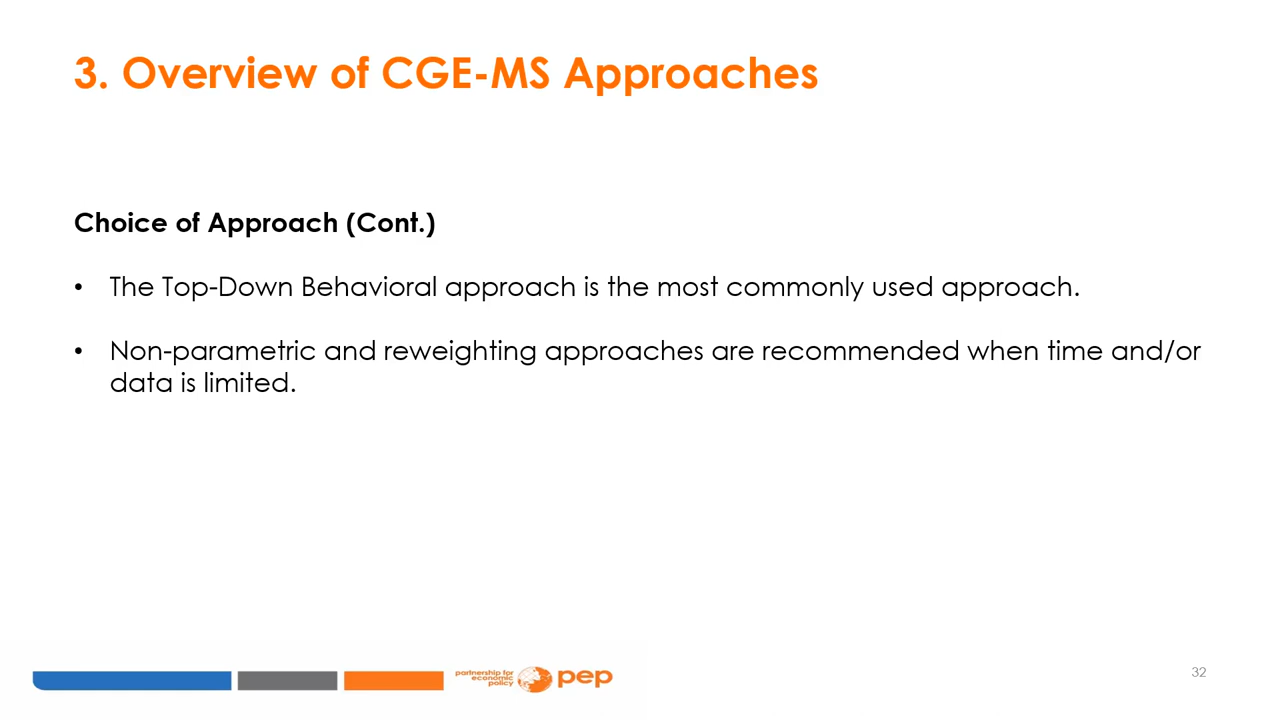 3. Overview of CGE-MS Approaches
Choice of Approach (Cont.)
• The Top-Down Behavioral approach is the most commonly used approach.
• Non-parametric and reweighting approaches are recommended when time and/or
data is limited.
partnership for
economic
policy
pep
32